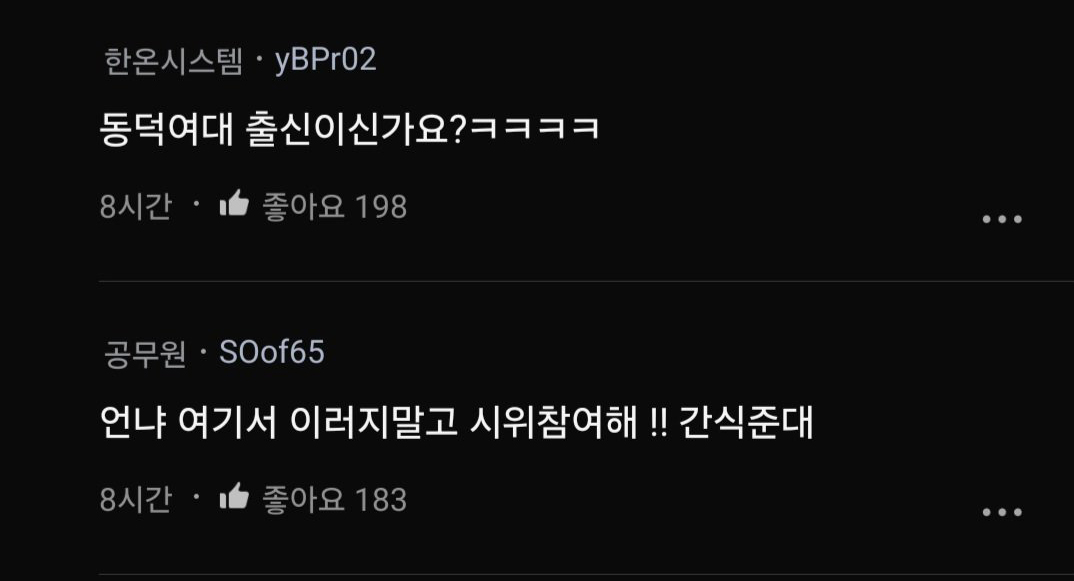 한온시스템 · yBPr02
동덕여대 출신이신가요?ㅋㅋㅋㅋ
8시간 · 좋아요 198
공무원 · SOof65
언냐 여기서 이러지말고 시위참여해 !! 간식준대
8시간 · 좋아요 183